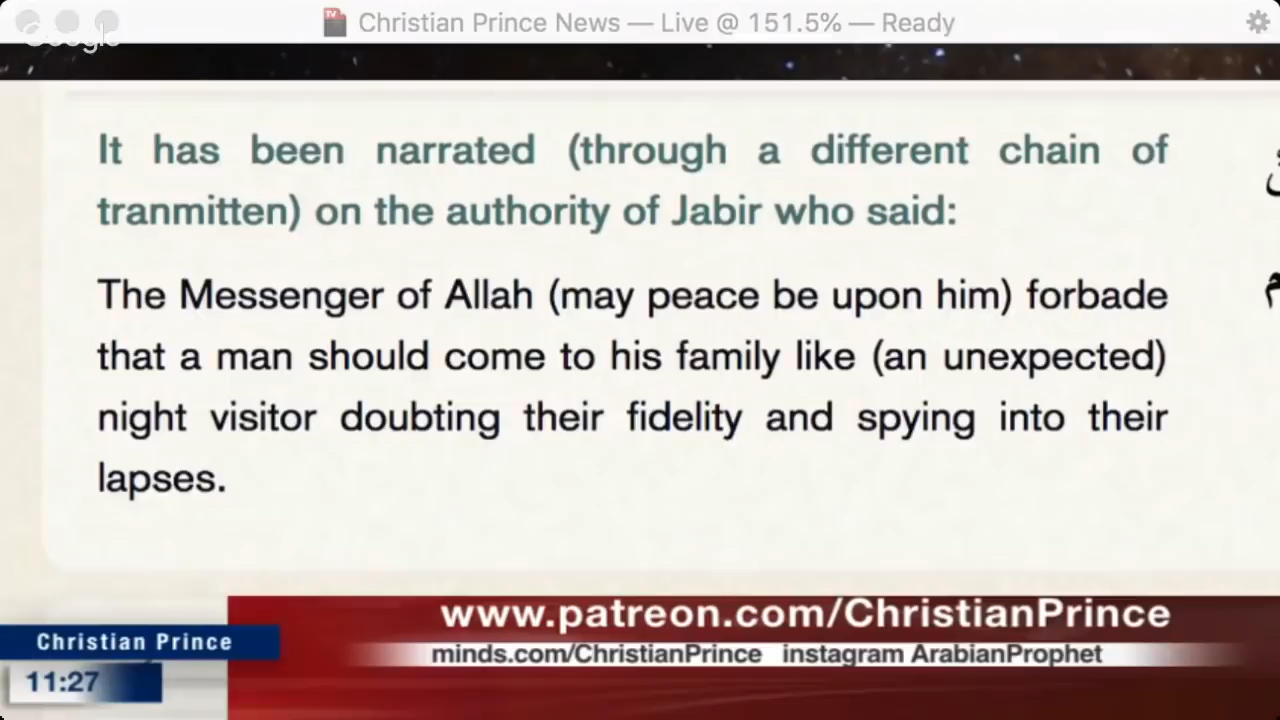 Christian Prince News — Live @ 151.5% — Ready
Google
It has been narrated (through a different chain of
tranmitten) on the authority of Jabir who said:
The Messenger of Allah (may peace be upon him) forbade
that a man should come to his family like (an unexpected)
night visitor doubting their fidelity and spying into their
lapses.
www.patreon.com/ChristianPrince
Christian Prince
minds.com/ChristianPrince instagram ArabianProphet
11:27